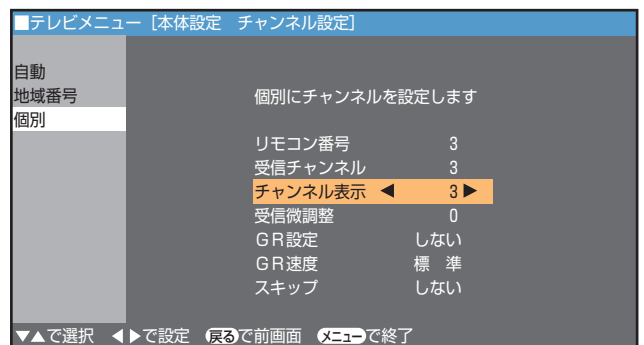 ■テレビメニュー［本体設定　チャンネル設定］
自動
地域番号
個別
個別にチャンネルを設定します
リモコン番号　3
受信チャンネル　3
チャンネル表示 ◀ 3▶
受信微調整　0
ＧＲ設定　しない
ＧＲ速度　標　準
スキップ　しない
▼▲で選択　◀▶で設定　戻るで前画面　メニューで終了